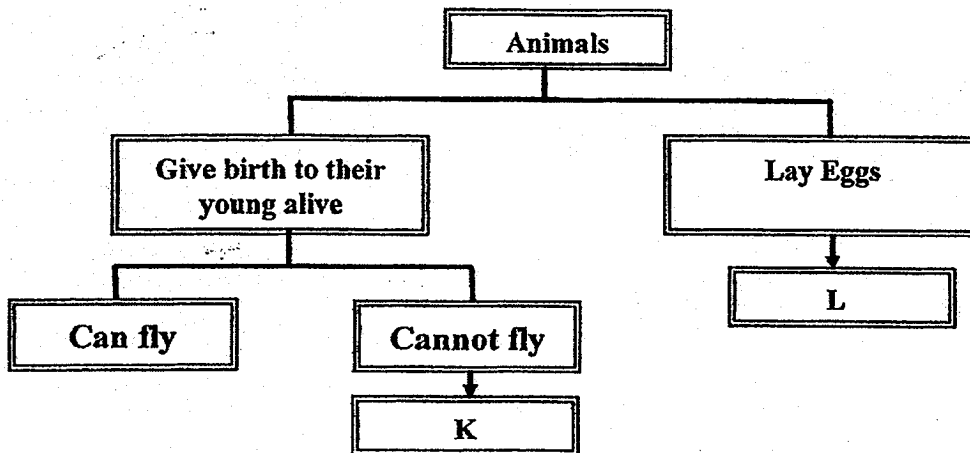 Animals
Give birth to their
young alive
Lay Eggs
Can fly
Cannot fly
L
K